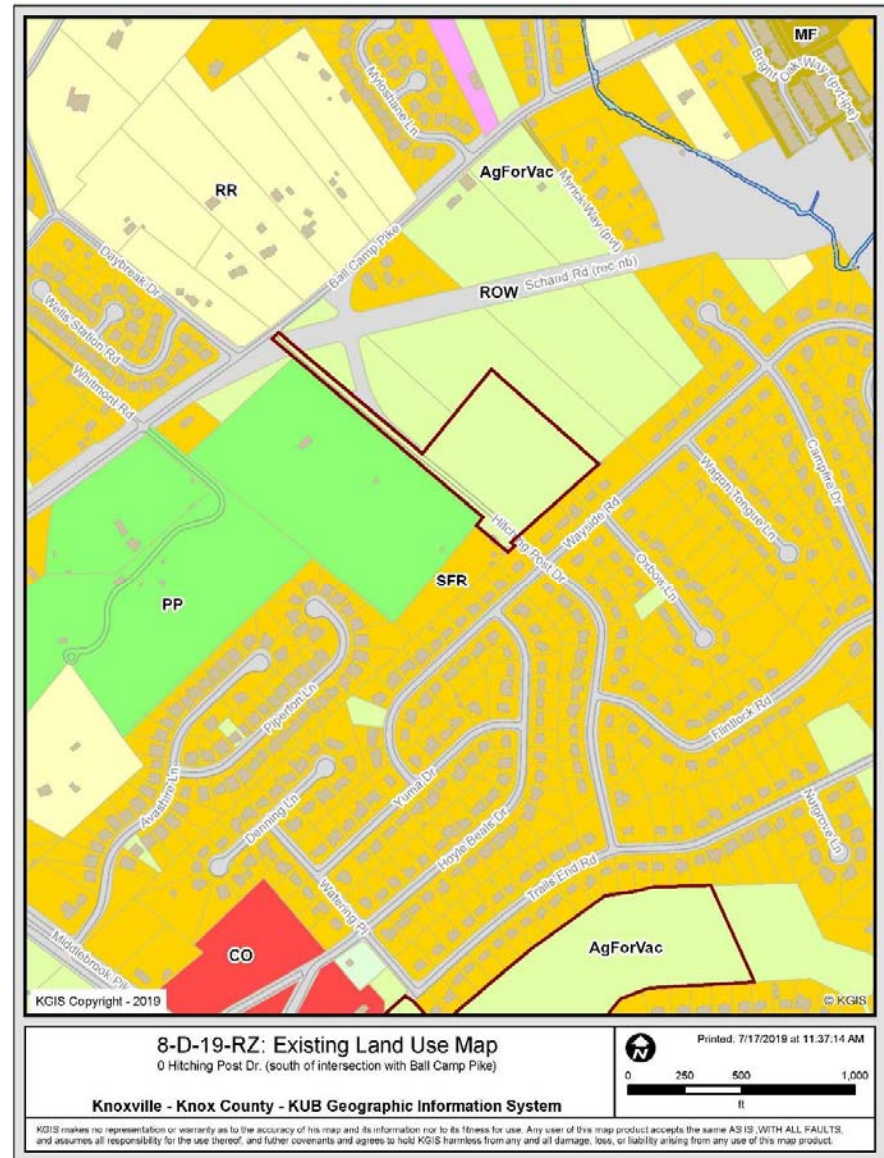 MF
Bright Oak Way (pvt-jpe)
Myloshane Ln
AgForVac
RR
Myrick Way (pvt)
Ball Camp Pike
Daybreak Dr
ROW
Schaad Rd (rec nb)
Wells Station Rd
Whitmont Rd
Campfire Dr
Wagon Tongue Ln
Hitching Post Dr
Wayside Rd
Oxbow Ln
SFR
PP
Piperton Ln
Flintlock Rd
Avashire Ln
Yuma Dr
Denning Ln
Hoyle Beals Dr
Nutgrove Ln
Trails End Rd
Watering Pl
AgForVac
CO
Middlebrook Pik
KGIS Copyright - 2019
© KGIS
8-D-19-RZ: Existing Land Use Map
0 Hitching Post Dr. (south of intersection with Ball Camp Pike)
Knoxville - Knox County - KUB Geographic Information System
N
Printed: 7/17/2019 at 11:37:14 AM
0 250 500 1,000
ft
KGIS makes no representation or warranty as to the accuracy of his map and its information nor to its fitness for use. Any user of this map product accepts the same AS IS ,WITH ALL FAULTS,
and assumes all responsibility for the use thereof, and futher covenants and agrees to hold KGIS harmless from any and all damage, loss, or liability arising from any use of this map product.